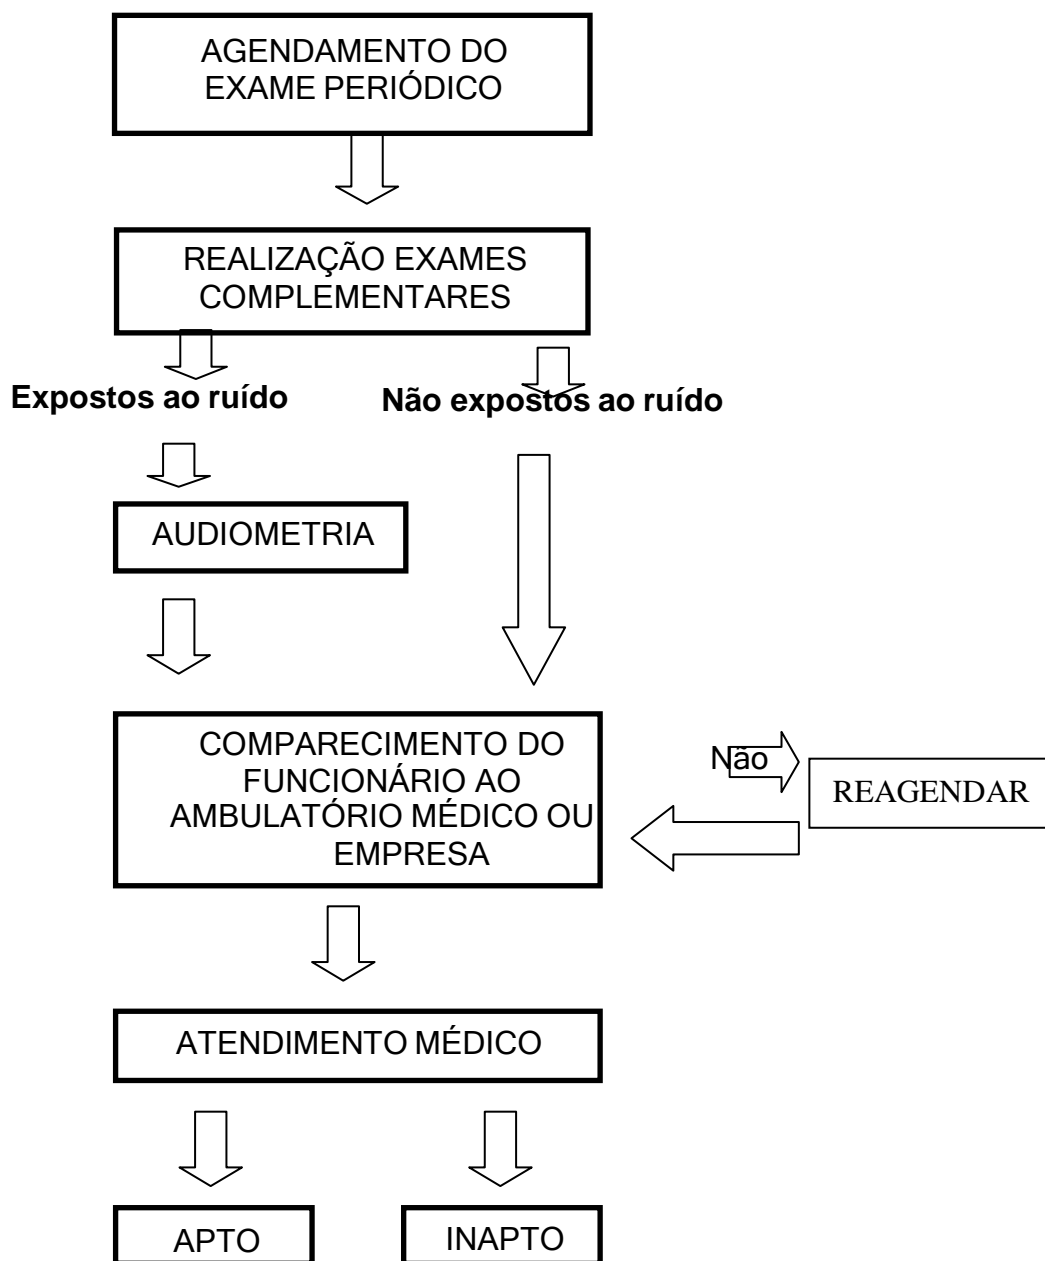 AGENDAMENTO DO
EXAME PERIÓDICO
REALIZAÇÃO EXAMES
COMPLEMENTARES
Expostos ao ruído
Não expostos ao ruído
AUDIOMETRIA
COMPARECIMENTO DO
FUNCIONÁRIO AO
AMBULATÓRIO MÉDICO OU
EMPRESA
Não
REAGENDAR
ATENDIMENTO MÉDICO
APTO
INAPTO